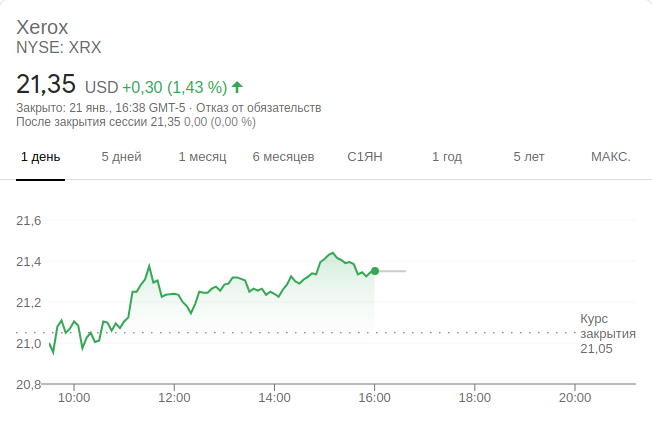 Xerox
NYSE: XRX
21,35 USD +0,30 (1,43 %)
Закрыто: 21 янв., 16:38 GMT-5 · Отказ от обязательств
После закрытия сессии 21,35 0,00 (0,00 %)
1 день 5 дней 1 месяц 6 месяцев С1ЯН 1 год 5 лет МАКС.
21,6
21,4
21,2
21,0
20,8
Курс
закрытия
21,05
10:00 12:00 14:00 16:00 18:00 20:00